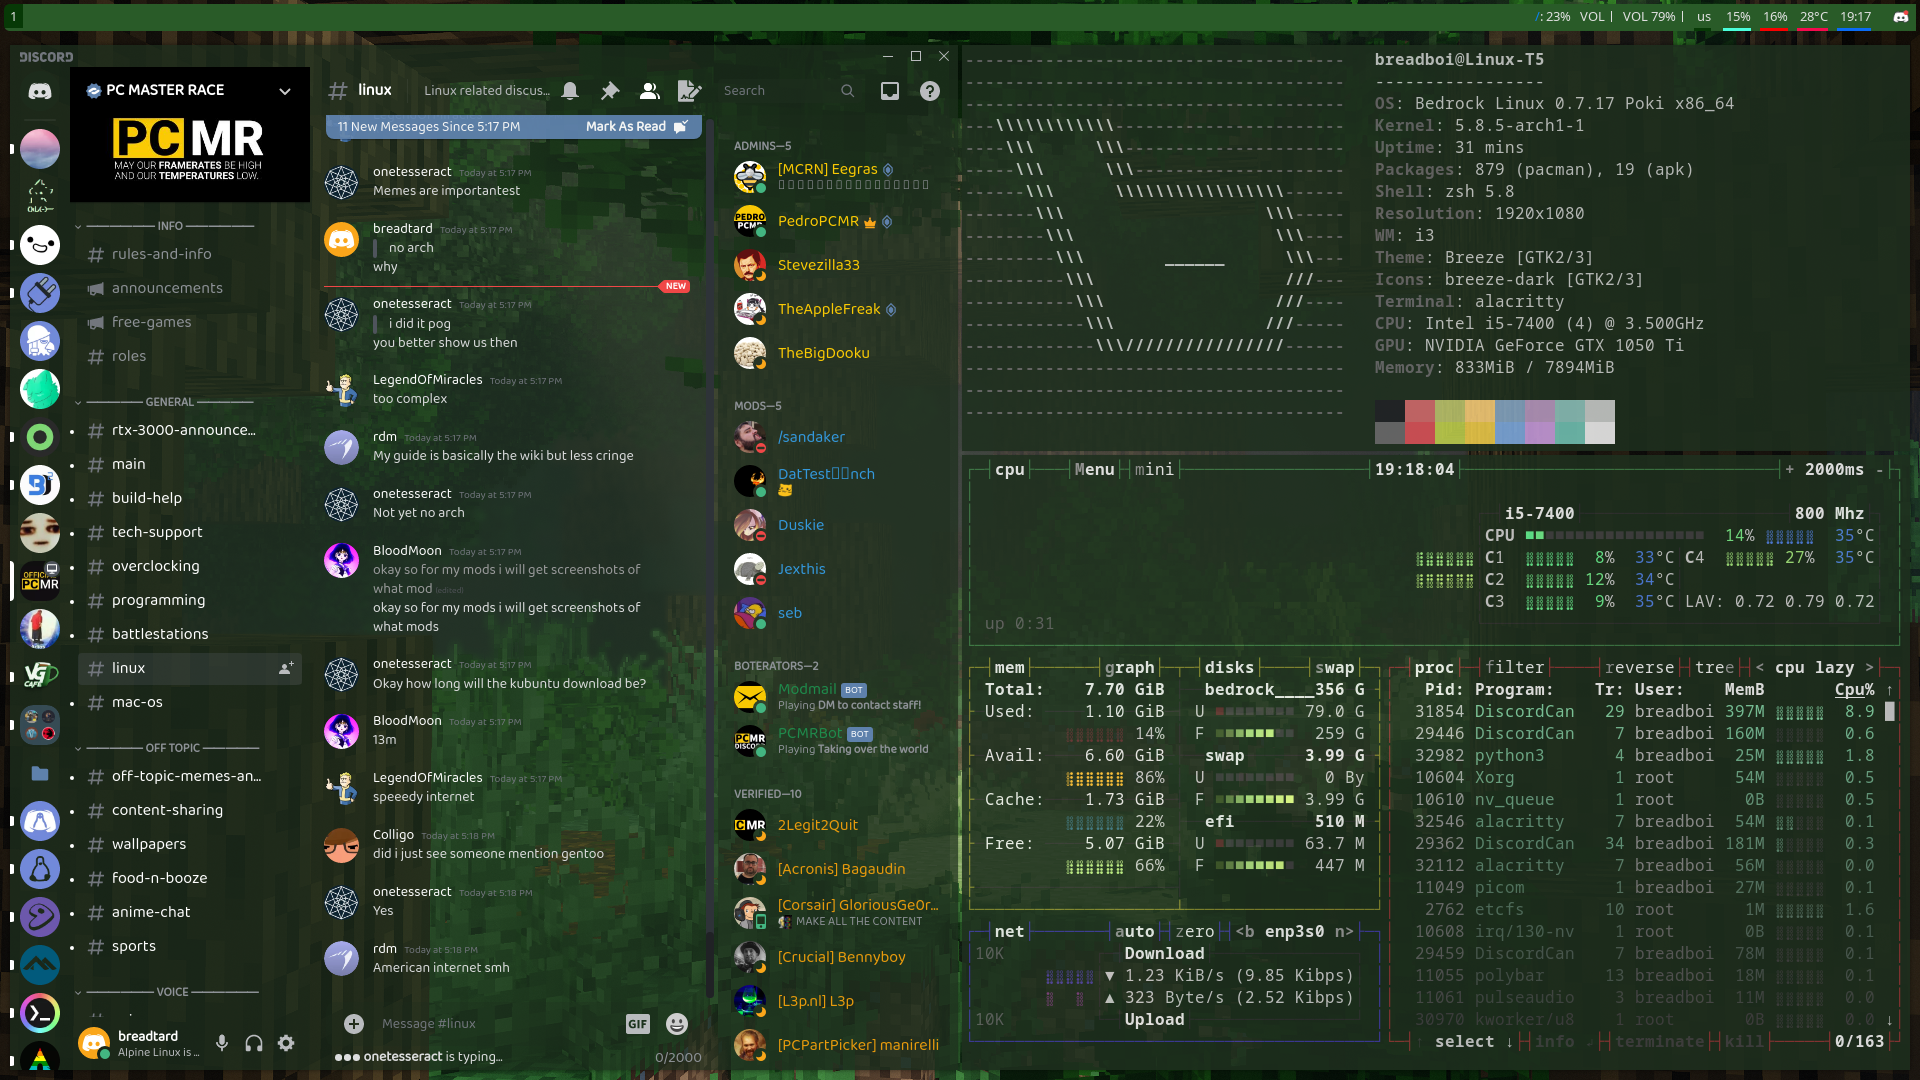 1
/: 23% VOL | VOL 79% | us 15% 16% 28°C 19:17
DISCORD
PC MASTER RACE
PCMR
MAY OUR FRAMERATES BE HIGH
AND OUR TEMPERATURES LOW.
INFO
rules-and-info
announcements
free-games
roles
GENERAL
rtx-3000-announce...
main
build-help
tech-support
overclocking
programming
battlestations
linux
mac-os
OFF TOPIC
off-topic-memes-an...
content-sharing
wallpapers
food-n-booze
anime-chat
sports
VOICE
breadtard
Alpine Linux is ...
linux
Linux related discus...
Search
11 New Messages Since 5:17 PM
Mark As Read
onetesseract Today at 5:17 PM
Memes are importantest
breadtard Today at 5:17 PM
no arch
why
NEW
onetesseract Today at 5:17 PM
i did it pog
you better show us then
LegendOfMiracles Today at 5:17 PM
too complex
rdm Today at 5:17 PM
My guide is basically the wiki but less cringe
onetesseract Today at 5:17 PM
Not yet no arch
BloodMoon Today at 5:17 PM
okay so for my mods i will get screenshots of
what mod (edited)
okay so for my mods i will get screenshots of
what mods
onetesseract Today at 5:17 PM
Okay how long will the kubuntu download be?
BloodMoon Today at 5:17 PM
13m
LegendOfMiracles Today at 5:17 PM
speeedy internet
Colligo Today at 5:18 PM
did i just see someone mention gentoo
onetesseract Today at 5:18 PM
Yes
rdm Today at 5:18 PM
American internet smh
Message #linux
GIF
onetesseract is typing...
0/2000
ADMINS—5
[MCRN] Eegras
PedroPCMR
Stevezilla33
TheAppleFreak
TheBigDooku
MODS—5
/sandaker
DatTest▯▯nch
Duskie
Jexthis
seb
BOTERATORS—2
Modmail BOT
Playing DM to contact staff!
PCMRBot BOT
Playing Taking over the world
VERIFIED—10
2Legit2Quit
[Acronis] Bagaudin
[Corsair] GloriousGe0r...
MAKE ALL THE CONTENT
[Crucial] Bennyboy
[L3p.nl] L3p
[PCPartPicker] manirelli
breadboi@Linux-T5
-----------------
OS: Bedrock Linux 0.7.17 Poki x86_64
Kernel: 5.8.5-arch1-1
Uptime: 31 mins
Packages: 879 (pacman), 19 (apk)
Shell: zsh 5.8
Resolution: 1920x1080
WM: i3
Theme: Breeze [GTK2/3]
Icons: breeze-dark [GTK2/3]
Terminal: alacritty
CPU: Intel i5-7400 (4) @ 3.500GHz
GPU: NVIDIA GeForce GTX 1050 Ti
Memory: 833MiB / 7894MiB
cpu Menu mini 19:18:04 + 2000ms -
i5-7400 800 Mhz
CPU 14% 35°C
C1 8% 33°C C4 27% 35°C
C2 12% 34°C
C3 9% 35°C LAV: 0.72 0.79 0.72
up 0:31
mem graph disks swap
Total: 7.70 GiB bedrock____356 G
Used: 1.10 GiB U 79.0 G
14% F 259 G
Avail: 6.60 GiB swap 3.99 G
86% U 0 By
Cache: 1.73 GiB F 3.99 G
22% efi 510 M
Free: 5.07 GiB U 63.7 M
66% F 447 M
net auto zero <b enp3s0 n>
10K Download
▼ 1.23 KiB/s (9.85 Kibps)
▲ 323 Byte/s (2.52 Kibps)
10K Upload
proc filter reverse tree < cpu lazy >
Pid: Program: Tr: User: MemB Cpu% ↑
31854 DiscordCan 29 breadboi 397M 8.9
29446 DiscordCan 7 breadboi 160M 0.6
32982 python3 4 breadboi 25M 1.8
10604 Xorg 1 root 54M 0.5
10610 nv_queue 1 root 0B 0.5
32546 alacritty 7 breadboi 54M 0.1
29362 DiscordCan 34 breadboi 181M 0.3
32112 alacritty 7 breadboi 56M 0.0
11049 picom 1 breadboi 27M 0.1
2762 etcfs 10 root 1M 1.6
10608 irq/130-nv 1 root 0B 0.1
29459 DiscordCan 7 breadboi 78M 0.1
11055 polybar 13 breadboi 18M 0.1
11061 pulseaudio 3 breadboi 11M 0.0
30970 kworker/u8 1 root 0B 0.1 ↓
↑ select ↓ info terminate kill 0/163